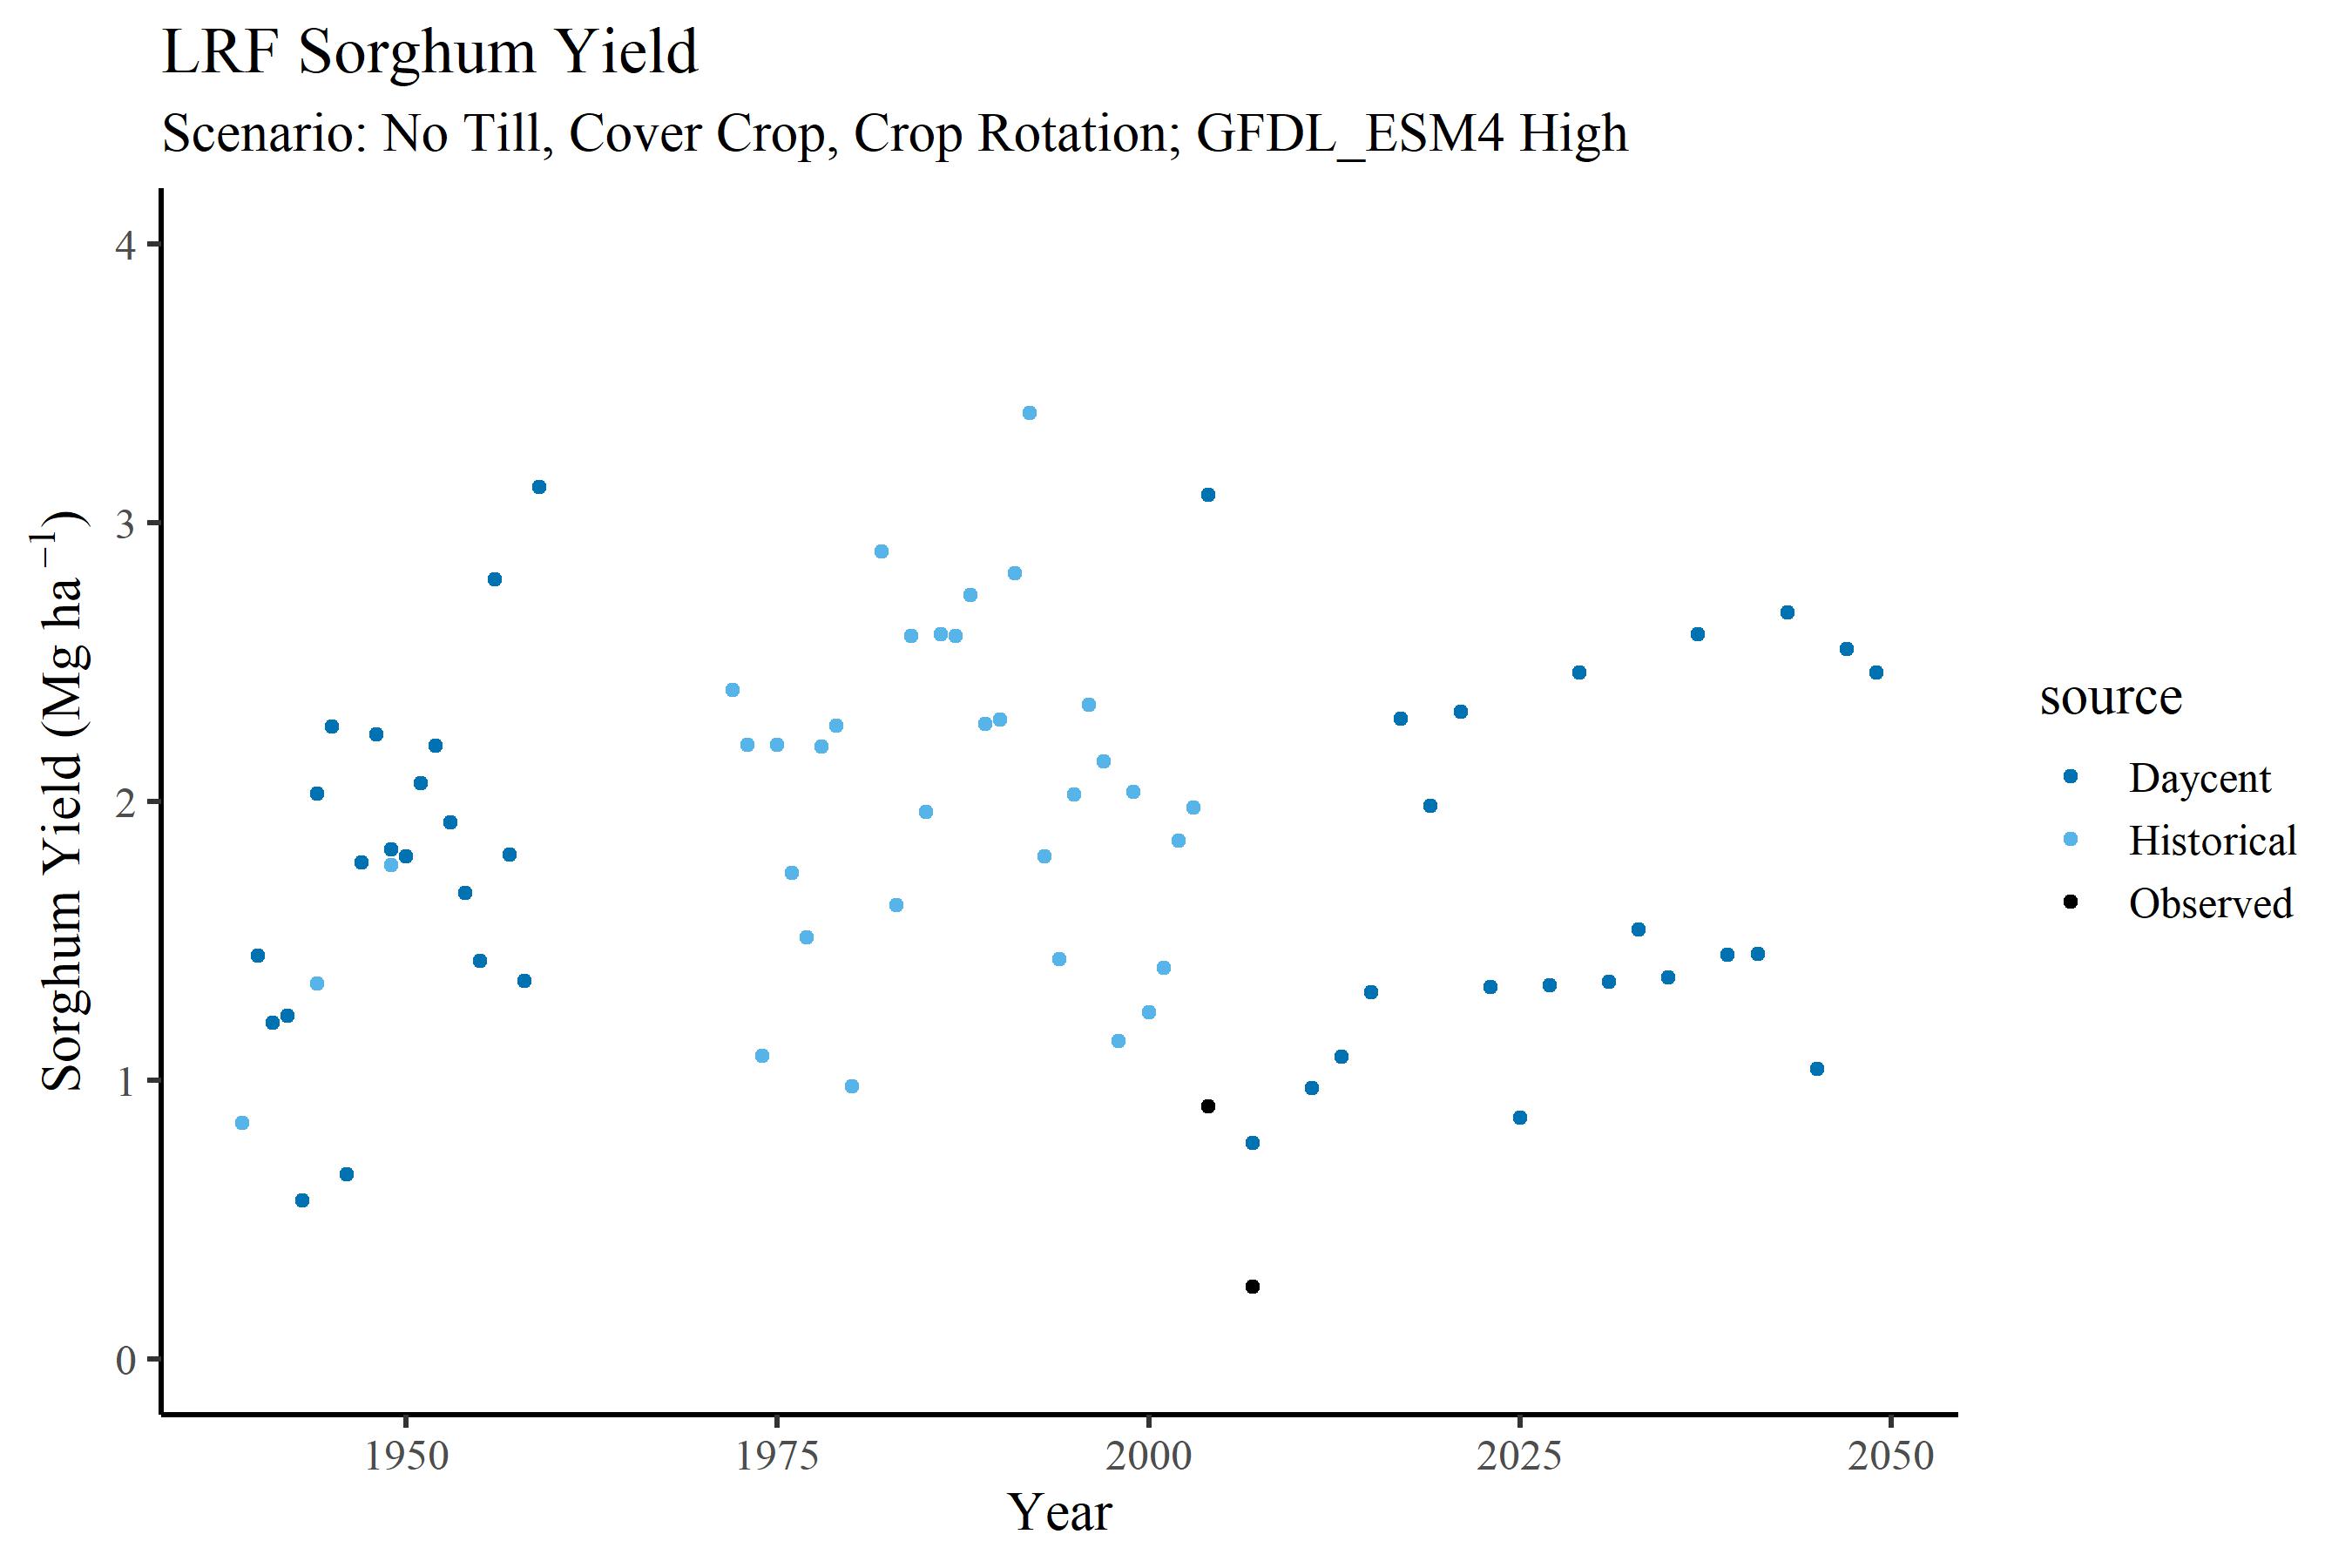 LRF Sorghum Yield
Scenario: No Till, Cover Crop, Crop Rotation; GFDL_ESM4 High
Sorghum Yield (Mg ha⁻¹)
4
3
2
1
0
1950 1975 2000 2025 2050
Year
source
Daycent
Historical
Observed